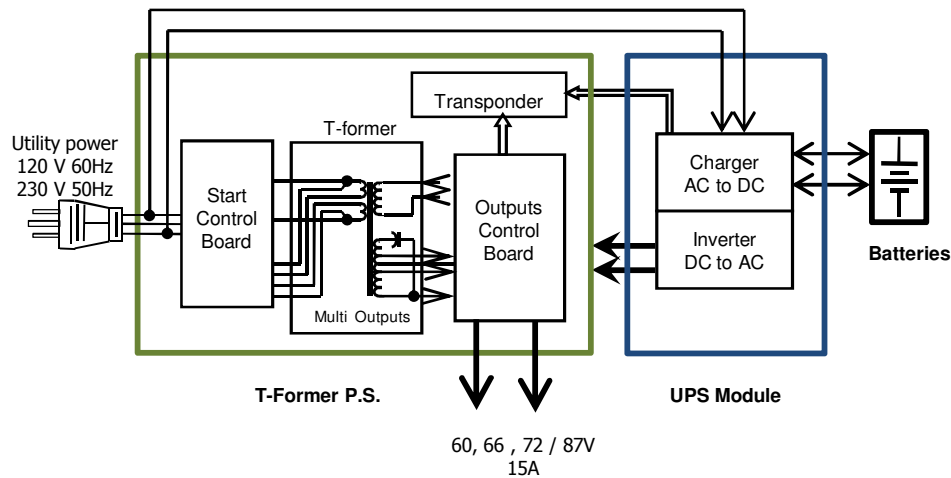 Transponder
T-former
Utility power
120 V 60Hz
230 V 50Hz
Start
Control
Board
Multi Outputs
Outputs
Control
Board
Charger
AC to DC
Inverter
DC to AC
Batteries
T-Former P.S.
UPS Module
60, 66 , 72 / 87V
15A